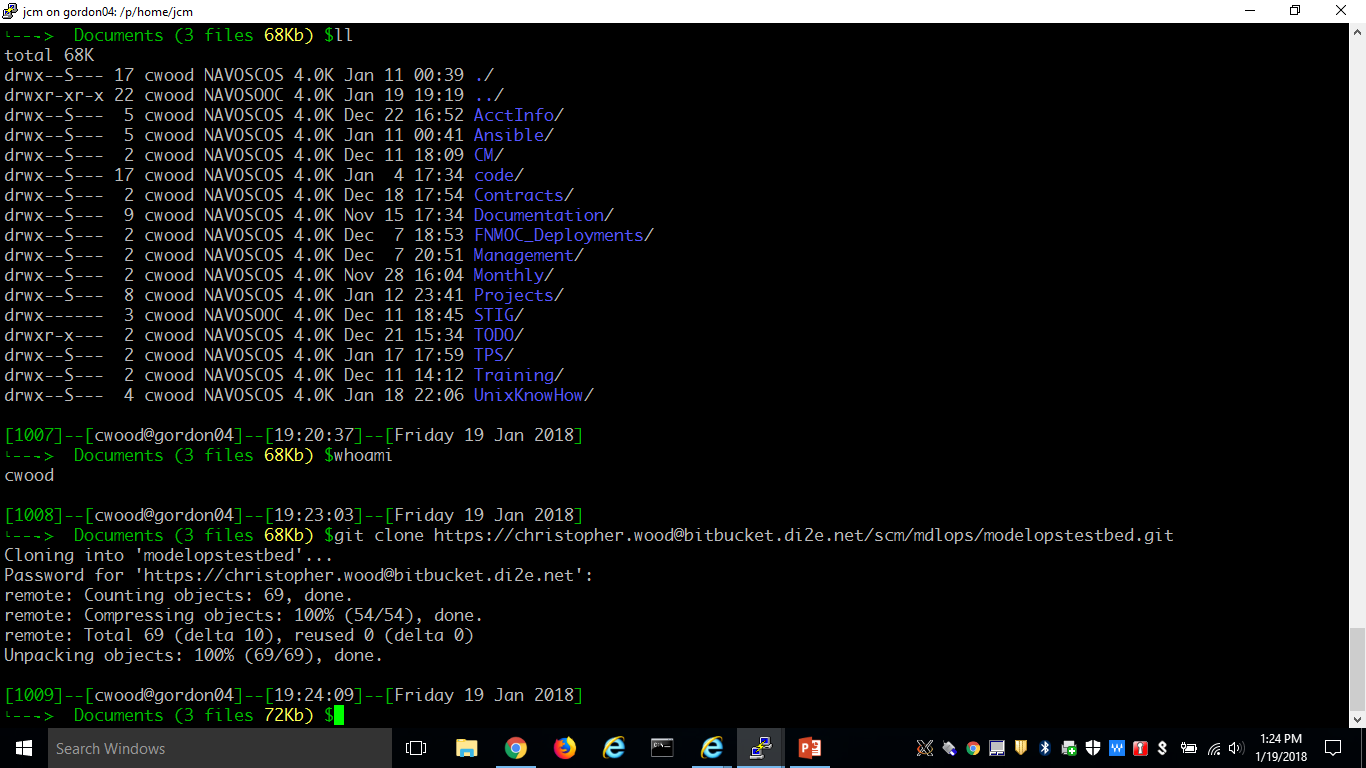 jcm on gordon04: /p/home/jcm
---> Documents (3 files 68Kb) $ll
total 68K
drwx--S--- 17 cwood NAVOSCOS 4.0K Jan 11 00:39 ./
drwxr-xr-x 22 cwood NAVOSOOC 4.0K Jan 19 19:19 ../
drwx--S---  5 cwood NAVOSCOS 4.0K Dec 22 16:52 AcctInfo/
drwx--S---  5 cwood NAVOSCOS 4.0K Jan 11 00:41 Ansible/
drwx--S---  2 cwood NAVOSCOS 4.0K Dec 11 18:09 CM/
drwx--S--- 17 cwood NAVOSCOS 4.0K Jan  4 17:34 code/
drwx--S---  2 cwood NAVOSCOS 4.0K Dec 18 17:54 Contracts/
drwx--S---  9 cwood NAVOSCOS 4.0K Nov 15 17:34 Documentation/
drwx--S---  2 cwood NAVOSCOS 4.0K Dec  7 18:53 FNMOC_Deployments/
drwx--S---  2 cwood NAVOSCOS 4.0K Dec  7 20:51 Management/
drwx--S---  2 cwood NAVOSCOS 4.0K Nov 28 16:04 Monthly/
drwx--S---  8 cwood NAVOSCOS 4.0K Jan 12 23:41 Projects/
drwx------  3 cwood NAVOSOOC 4.0K Dec 11 18:45 STIG/
drwxr-x---  2 cwood NAVOSCOS 4.0K Dec 21 15:34 TODO/
drwx--S---  2 cwood NAVOSCOS 4.0K Jan 17 17:59 TPS/
drwx--S---  2 cwood NAVOSCOS 4.0K Dec 11 14:12 Training/
drwx--S---  4 cwood NAVOSCOS 4.0K Jan 18 22:06 UnixKnowHow/
[1007]--[cwood@gordon04]--[19:20:37]--[Friday 19 Jan 2018]
---> Documents (3 files 68Kb) $whoami
cwood
[1008]--[cwood@gordon04]--[19:23:03]--[Friday 19 Jan 2018]
---> Documents (3 files 68Kb) $git clone https://christopher.wood@bitbucket.di2e.net/scm/mdlops/modelopstestbed.git
Cloning into 'modelopstestbed'...
Password for 'https://christopher.wood@bitbucket.di2e.net':
remote: Counting objects: 69, done.
remote: Compressing objects: 100% (54/54), done.
remote: Total 69 (delta 10), reused 0 (delta 0)
Unpacking objects: 100% (69/69), done.
[1009]--[cwood@gordon04]--[19:24:09]--[Friday 19 Jan 2018]
---> Documents (3 files 72Kb) $
Search Windows
1:24 PM
1/19/2018